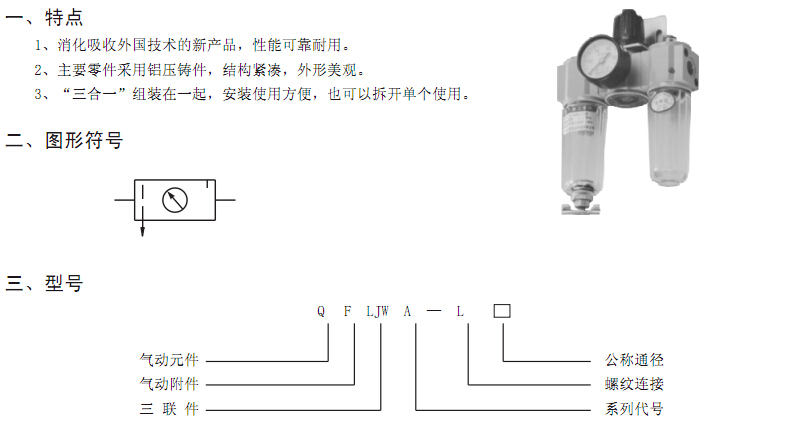 一、特点
1、消化吸收外国技术的新产品，性能可靠耐用。
2、主要零件采用铝压铸件，结构紧凑，外形美观。
3、“三合一”组装在一起，安装使用方便，也可以拆开单个使用。
二、图形符号
三、型号
Q F LJW A — L □
气动元件 公称通径
气动附件 螺纹连接
三 联 件 系列代号